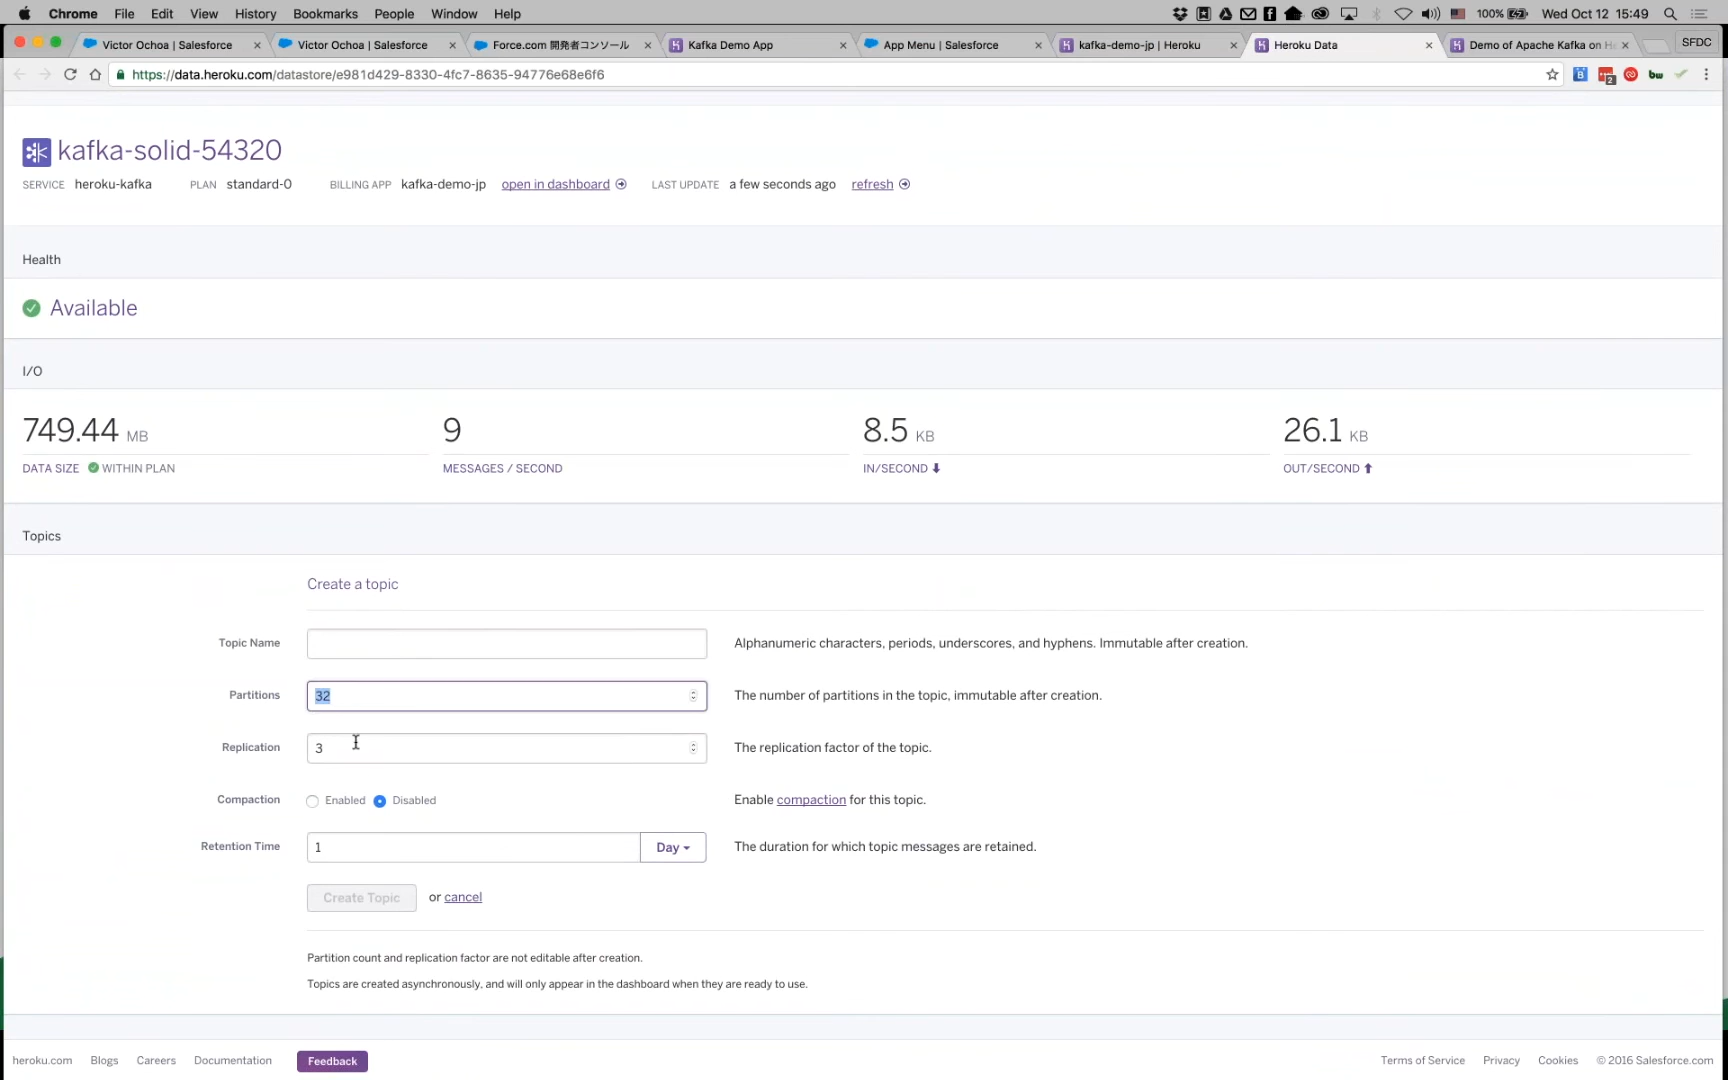 Chrome File Edit View History Bookmarks People Window Help 100% Wed Oct 12 15:49
Victor Ochoa | Salesforce Victor Ochoa | Salesforce Force.com 開発者コンソール Kafka Demo App App Menu | Salesforce kafka-demo-jp | Heroku Heroku Data Demo of Apache Kafka on He SFDC
https://data.heroku.com/datastore/e981d429-8330-4fc7-8635-94776e68e6f6
kafka-solid-54320
SERVICE heroku-kafka PLAN standard-0 BILLING APP kafka-demo-jp open in dashboard LAST UPDATE a few seconds ago refresh
Health
Available
I/O
749.44 MB 9 8.5 KB 26.1 KB
DATA SIZE WITHIN PLAN MESSAGES / SECOND IN/SECOND OUT/SECOND
Topics
Create a topic
Topic Name Alphanumeric characters, periods, underscores, and hyphens. Immutable after creation.
Partitions 32 The number of partitions in the topic, immutable after creation.
Replication 3 The replication factor of the topic.
Compaction Enabled Disabled Enable compaction for this topic.
Retention Time 1 Day The duration for which topic messages are retained.
Create Topic or cancel
Partition count and replication factor are not editable after creation.
Topics are created asynchronously, and will only appear in the dashboard when they are ready to use.
heroku.com Blogs Careers Documentation Feedback Terms of Service Privacy Cookies © 2016 Salesforce.com